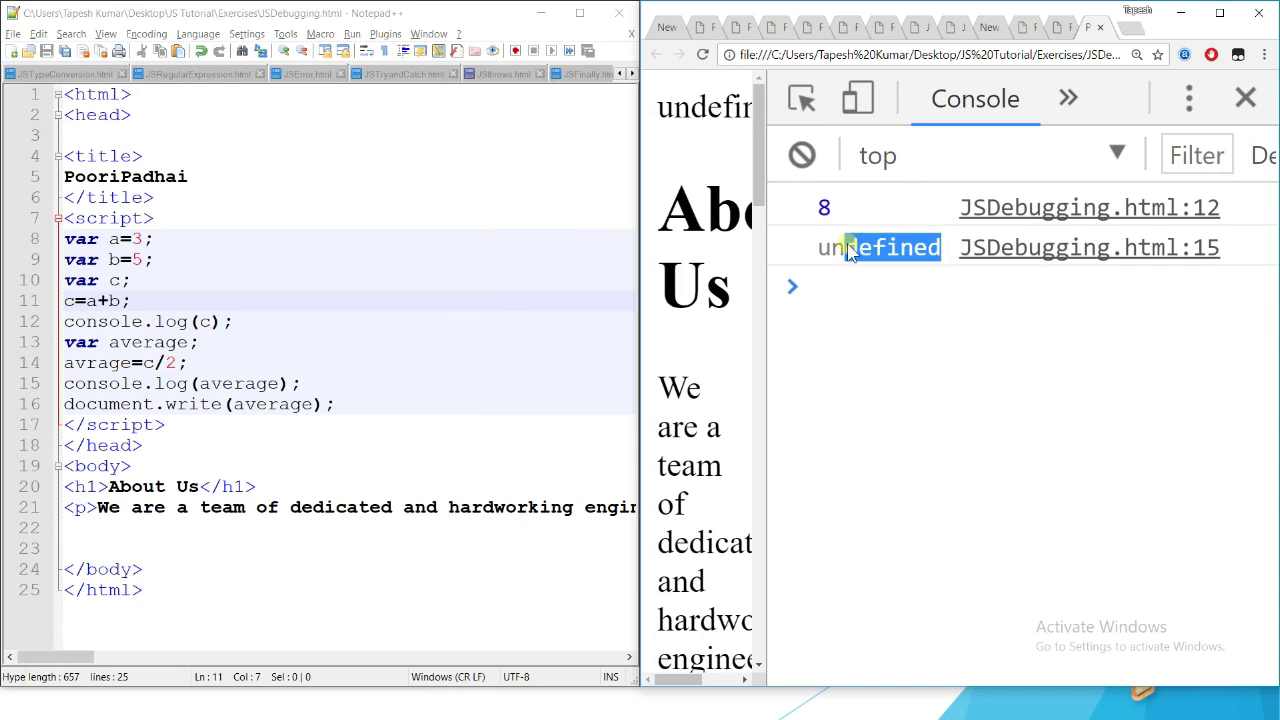 C:\Users\Tapesh Kumar\Desktop\JS Tutorial\Exercises\JSDebugging.html - Notepad++
File Edit Search View Encoding Language Settings Tools Macro Run Plugins Window ? X
JSTypeConversion.html JSRegularExpression.html JSError.html JSTryandCatch.html JSthrows.html JSFinally.htm
1 <html>
2 <head>
3
4 <title>
5 PooriPadhai
6 </title>
7 <script>
8 var a=3;
9 var b=5;
10 var c;
11 c=a+b;
12 console.log(c);
13 var average;
14 avrage=c/2;
15 console.log(average);
16 document.write(average);
17 </script>
18 </head>
19 <body>
20 <h1>About Us</h1>
21 <p>We are a team of dedicated and hardworking engin
22
23
24 </body>
25 </html>
Hype length : 657 lines : 25 Ln : 11 Col : 7 Sel : 0 | 0 Windows (CR LF) UTF-8 INS
Tapesh
New F F F F F J J New F F P
file:///C:/Users/Tapesh%20Kumar/Desktop/JS%20Tutorial/Exercises/JSDe...
undefin
Abo
Us
We
are a
team
of
dedicat
and
hardwo
enginee
Console
top Filter De
8 JSDebugging.html:12
undefined JSDebugging.html:15
Activate Windows
Go to Settings to activate Windows.